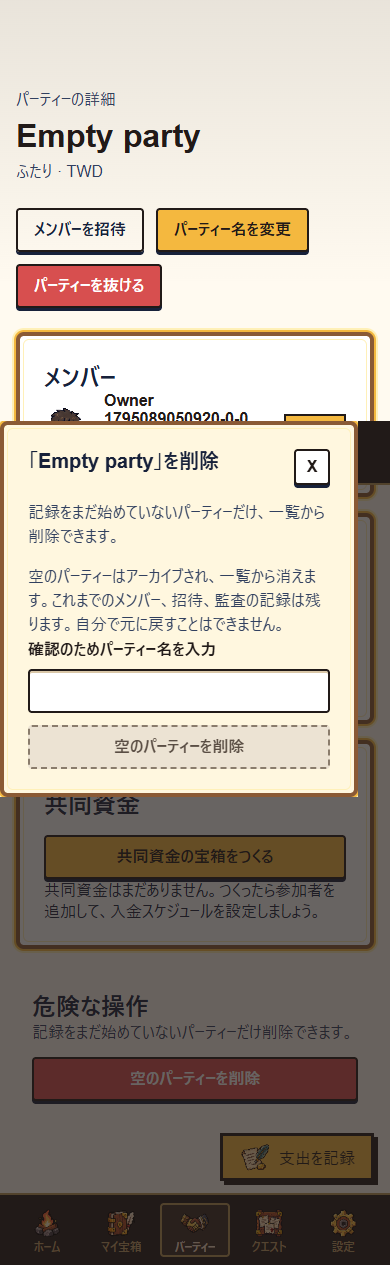 パーティーの詳細
Empty party
ふたり · TWD
メンバーを招待
パーティー名を変更
パーティーを抜ける
メンバー
Owner
1795089050920-0-0
「Empty party」を削除
X
記録をまだ始めていないパーティーだけ、一覧から
削除できます。
空のパーティーはアーカイブされ、一覧から消えま
す。これまでのメンバー、招待、監査の記録は残
ります。自分で元に戻すことはできません。
確認のためパーティー名を入力
空のパーティーを削除
共同資金
共同資金の宝箱をつくる
共同資金はまだありません。つくったら参加者を
追加して、入金スケジュールを設定しましょう。
危険な操作
記録をまだ始めていないパーティーだけ削除できます。
空のパーティーを削除
支出を記録
ホーム
マイ宝箱
パーティー
クエスト
設定